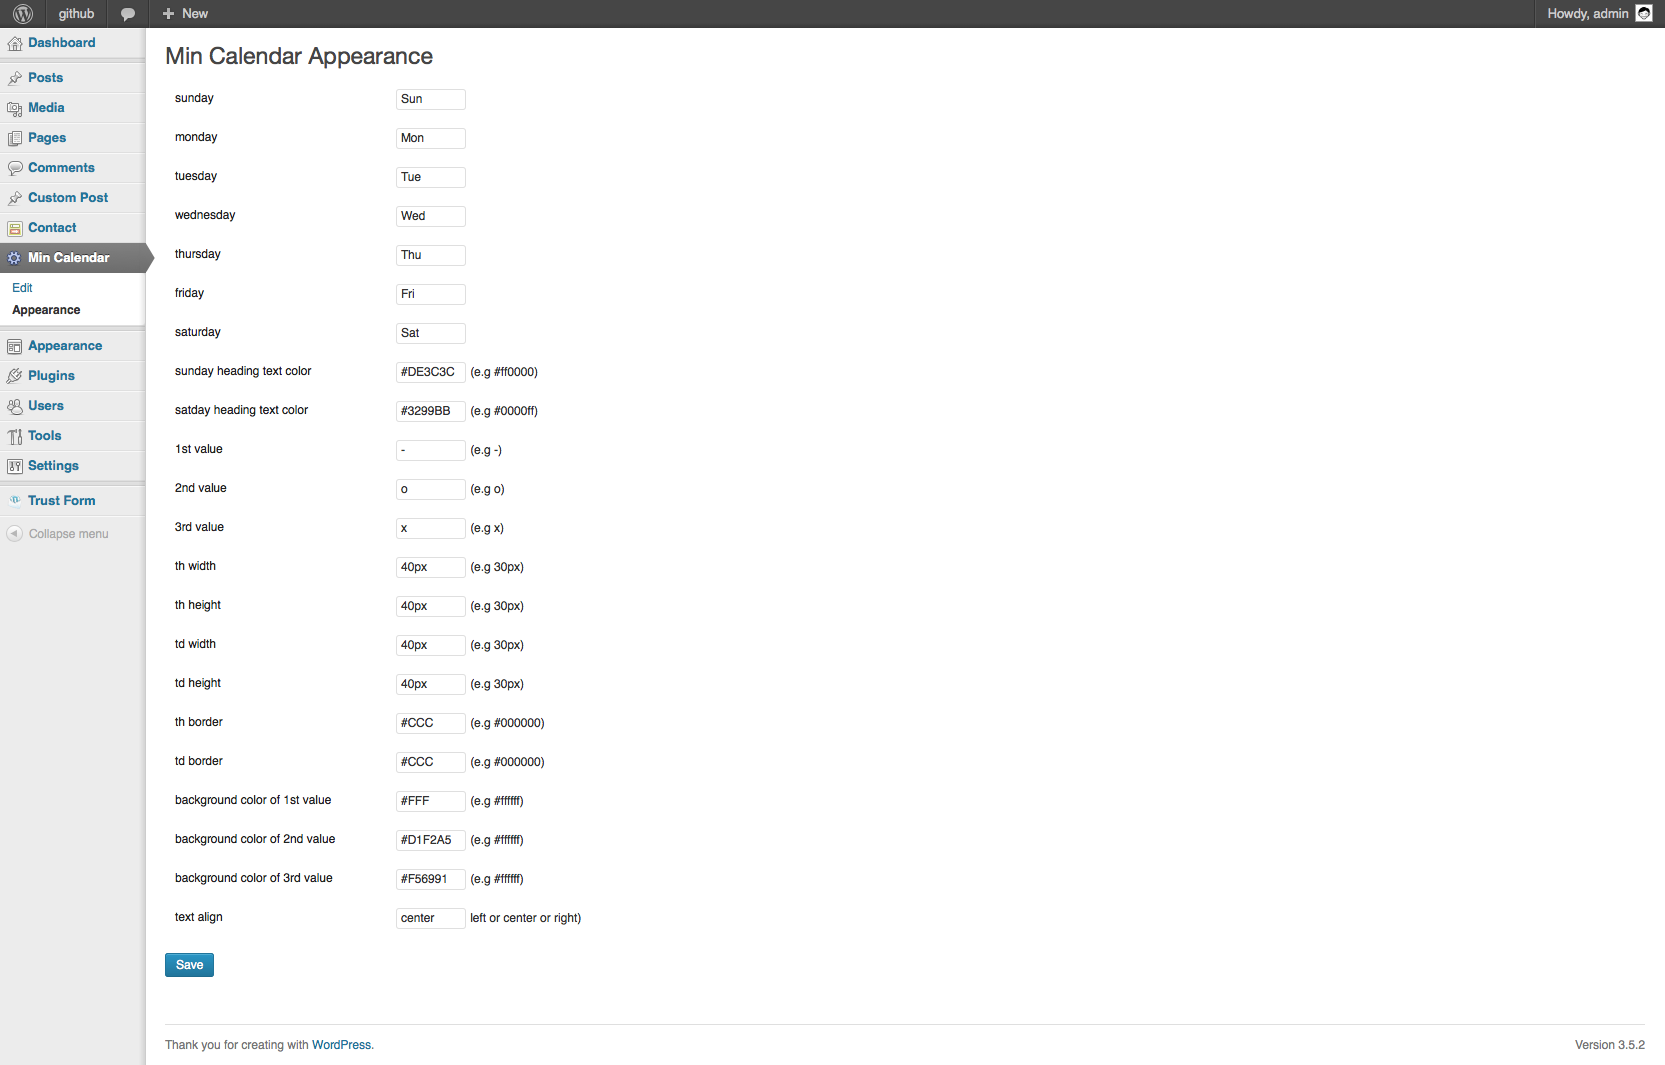 github
New
Howdy, admin
Dashboard
Posts
Media
Pages
Comments
Custom Post
Contact
Min Calendar
Edit
Appearance
Appearance
Plugins
Users
Tools
Settings
Trust Form
Collapse menu
Min Calendar Appearance
sunday Sun
monday Mon
tuesday Tue
wednesday Wed
thursday Thu
friday Fri
saturday Sat
sunday heading text color #DE3C3C (e.g #ff0000)
satday heading text color #3299BB (e.g #0000ff)
1st value - (e.g -)
2nd value o (e.g o)
3rd value x (e.g x)
th width 40px (e.g 30px)
th height 40px (e.g 30px)
td width 40px (e.g 30px)
td height 40px (e.g 30px)
th border #CCC (e.g #000000)
td border #CCC (e.g #000000)
background color of 1st value #FFF (e.g #ffffff)
background color of 2nd value #D1F2A5 (e.g #ffffff)
background color of 3rd value #F56991 (e.g #ffffff)
text align center left or center or right)
Save
Thank you for creating with WordPress.
Version 3.5.2